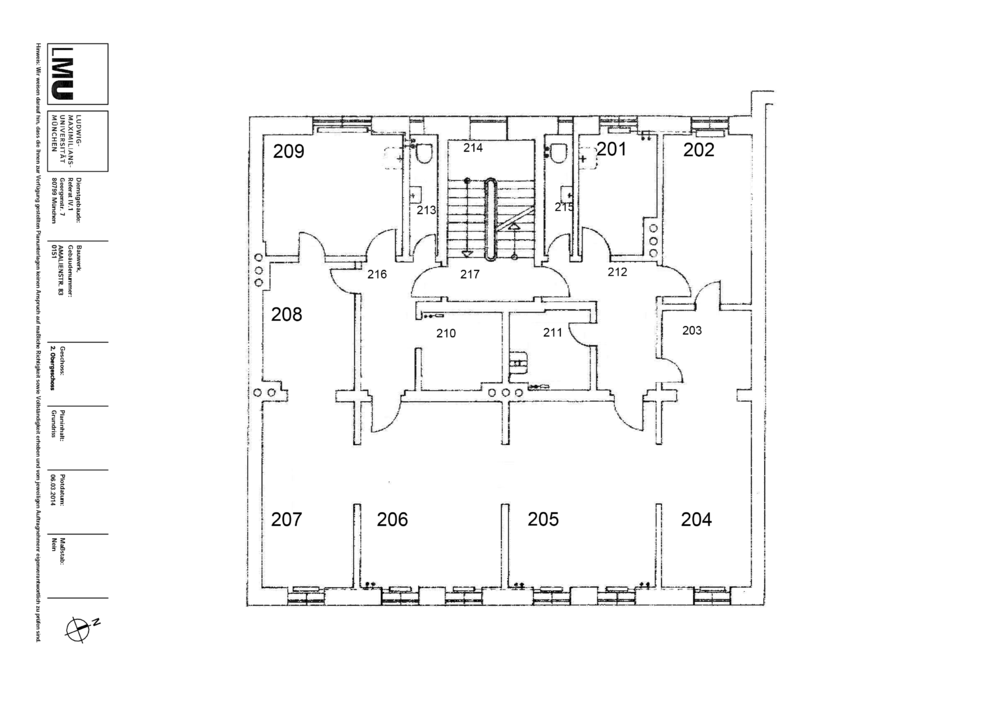 LMU
LUDWIG-
MAXIMILIANS-
UNIVERSITÄT
MÜNCHEN
Dienstgebäude:
Referat IV.1
Georgenstr. 7
80799 München
Bauwerk,
Gebäudenummer:
AMALIENSTR. 83
0151
Geschoss:
2. Obergeschoss
Planinhalt:
Grundriss
Plotdatum:
06.03.2014
Maßstab:
Nein
Hinweis: Wir weisen darauf hin, dass die Ihnen zur Verfügung gestellten Planunterlagen keinen Anspruch auf maßliche Richtigkeit sowie Vollständigkeit erheben und vom jeweiligen Auftragnehmer eigenverantwortlich zu prüfen sind.
N
209
214
201
202
213
215
216
217
212
208
210
211
203
207
206
205
204